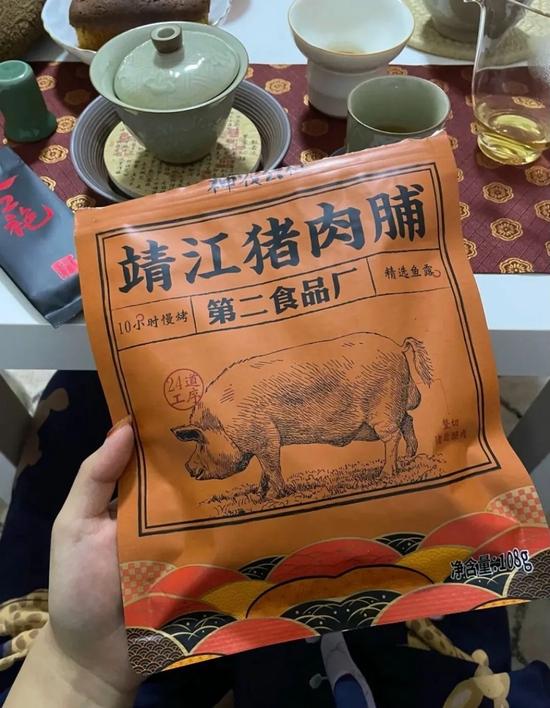 靖江猪肉脯
10小时慢烤
第二食品厂
精选鱼露
24道
工序
净含量:108g